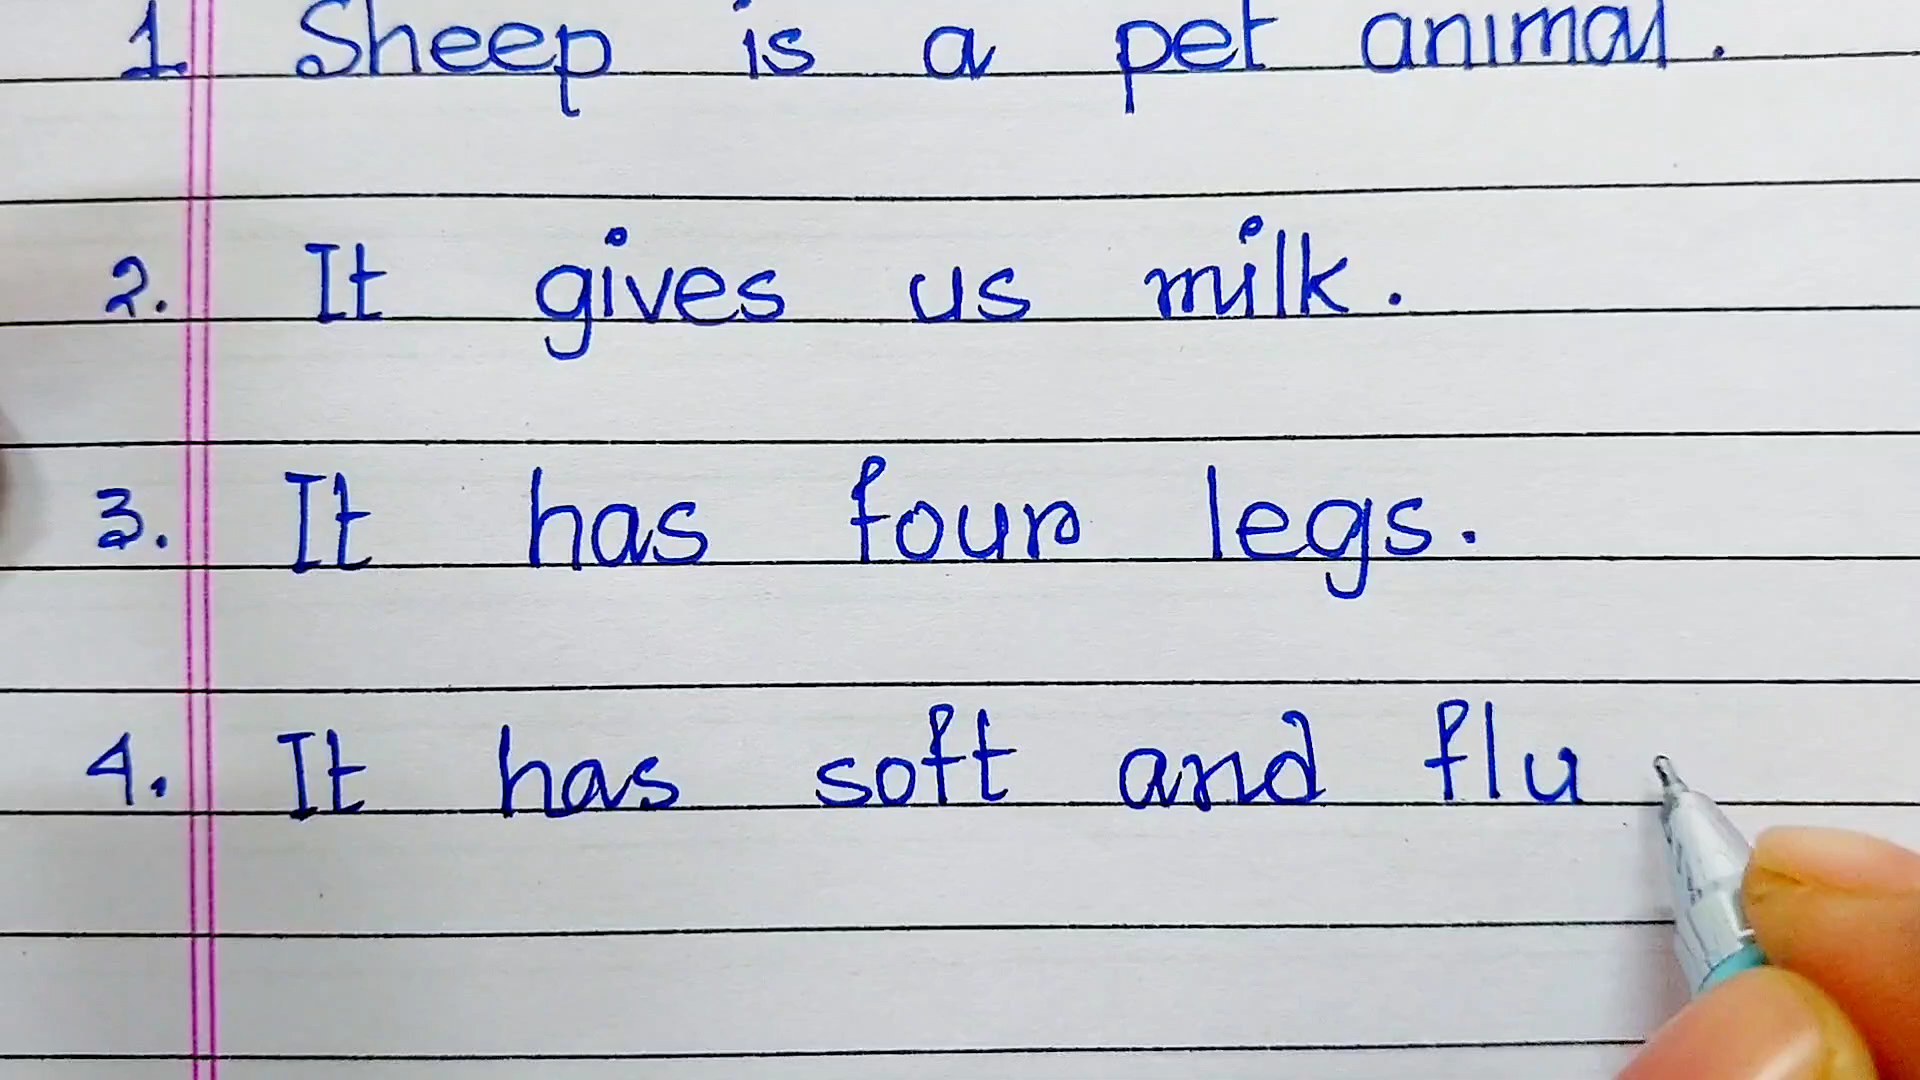 1. Sheep is a pet animal.
2. It gives us milk.
3. It has four legs.
4. It has soft and flu